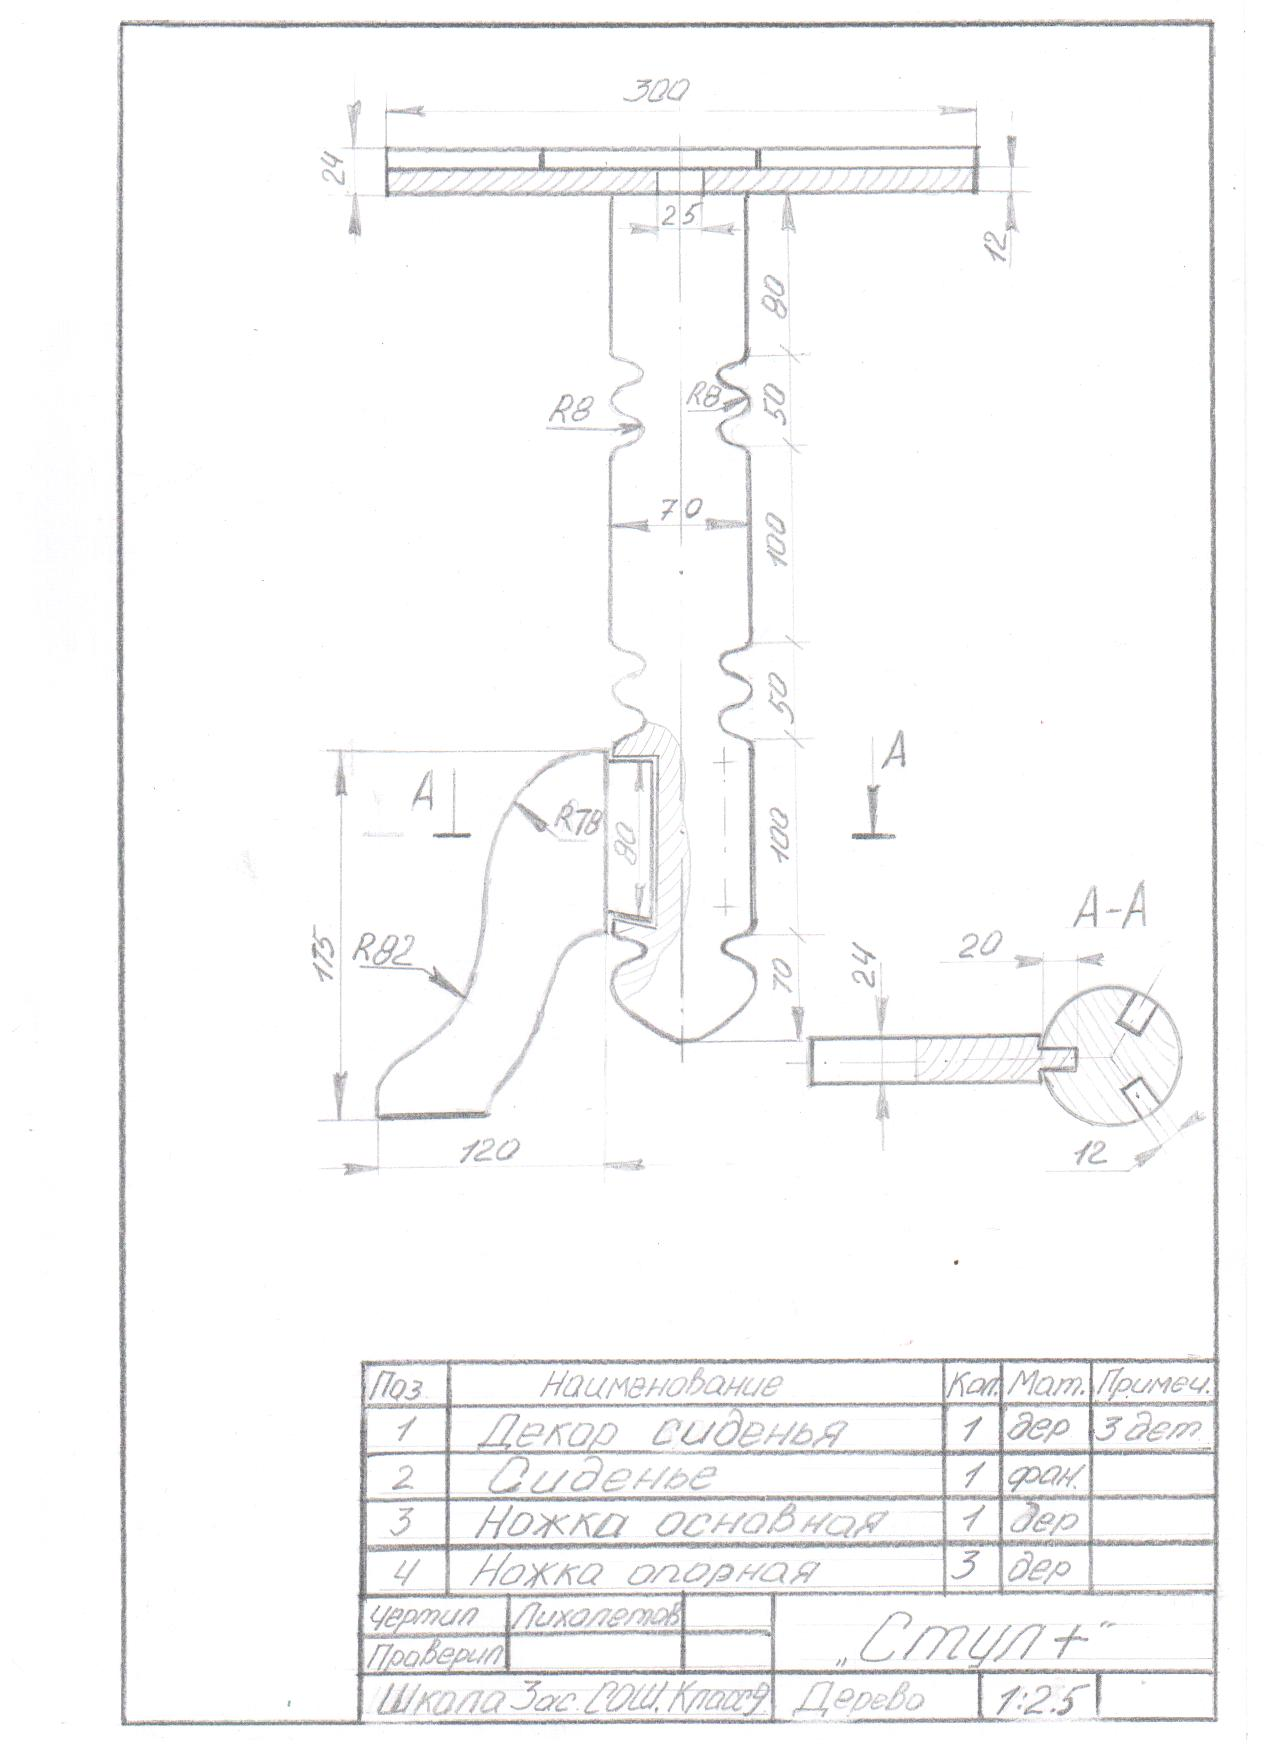 300
24
25
12
80
R8
R8
50
70
100
50
А
А
R78
80
100
175
R82
А-А
20
24
70
120
12
Поз Наименование Кол. Мат. Примеч.
1 Декор сиденья 1 дер 3 дет.
2 Сиденье 1 фан.
3 Ножка основная 1 дер
4 Ножка опорная 3 дер
Чертил Лихолетов
Проверил
„Стул+“
Школа Зас. СОШ. Класс 9 Дерево 1:2.5